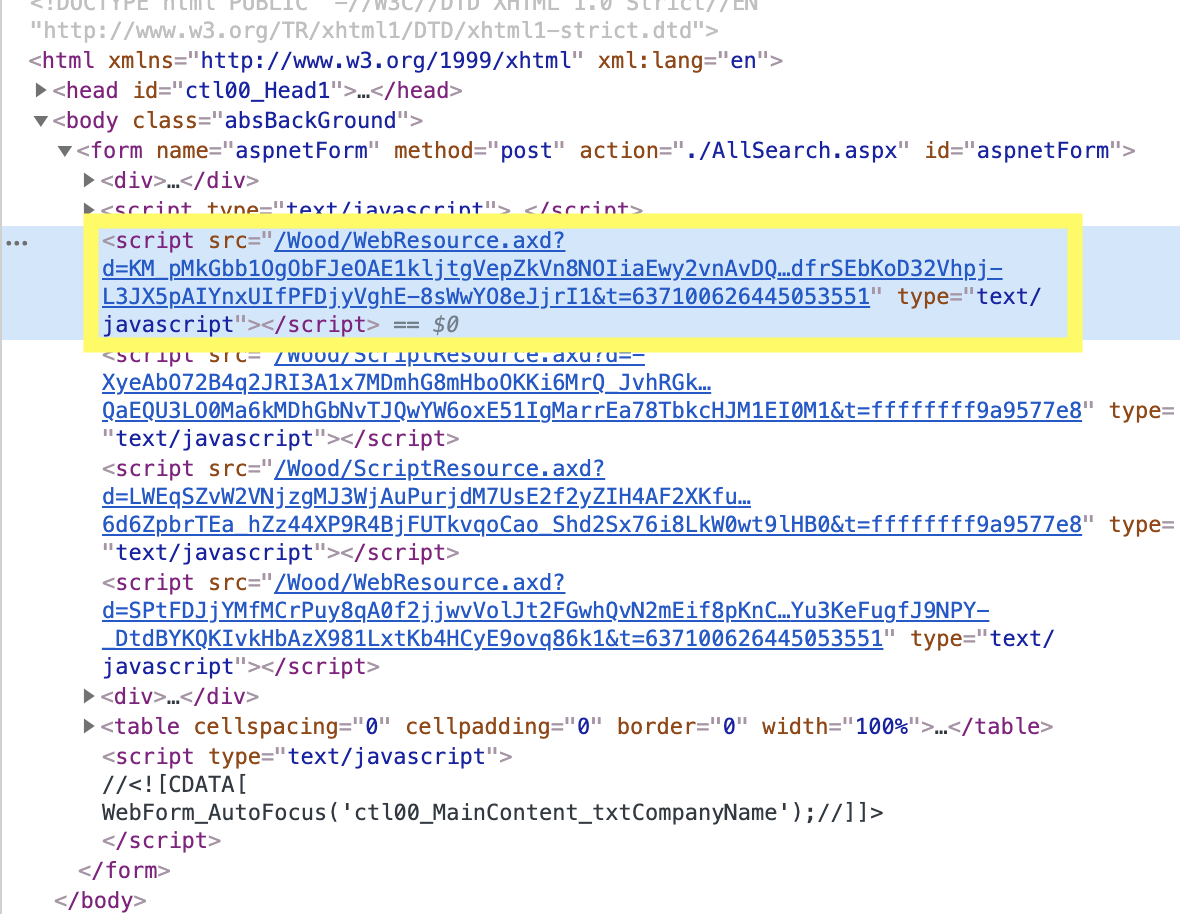 <!DOCTYPE html PUBLIC "-//W3C//DTD XHTML 1.0 Strict//EN"
"http://www.w3.org/TR/xhtml1/DTD/xhtml1-strict.dtd">
<html xmlns="http://www.w3.org/1999/xhtml" xml:lang="en">
<head id="ctl00_Head1">…</head>
<body class="absBackGround">
<form name="aspnetForm" method="post" action="./AllSearch.aspx" id="aspnetForm">
<div>…</div>
<script type="text/javascript">…</script>
<script src="/Wood/WebResource.axd?
d=KM_pMkGbb1OgObFJeOAE1kljtgVepZkVn8NOIiaEwy2vnAvDQ…dfrSEbKoD32Vhpj-
L3JX5pAIYnxUIfPFDjyVghE-8sWwYO8eJjrI1&t=637100626445053551" type="text/
javascript"></script> == $0
<script src="/Wood/ScriptResource.axd?d=-
XyeAbO72B4q2JRI3A1x7MDmhG8mHboOKKi6MrQ_JvhRGk…
QaEQU3LO0Ma6kMDhGbNvTJQwYW6oxE51IgMarrEa78TbkcHJM1EI0M1&t=ffffffff9a9577e8" type=
"text/javascript"></script>
<script src="/Wood/ScriptResource.axd?
d=LWEqSZvW2VNjzgMJ3WjAuPurjdM7UsE2f2yZIH4AF2XKfu…
6d6ZpbrTEa_hZz44XP9R4BjFUTkvqoCao_Shd2Sx76i8LkW0wt9lHB0&t=ffffffff9a9577e8" type=
"text/javascript"></script>
<script src="/Wood/WebResource.axd?
d=SPtFDJjYMfMCrPuy8qA0f2jjwvVolJt2FGwhQvN2mEif8pKnC…Yu3KeFugfJ9NPY-
_DtdBYKQKIvkHbAzX981LxtKb4HCyE9ovq86k1&t=637100626445053551" type="text/
javascript"></script>
<div>…</div>
<table cellspacing="0" cellpadding="0" border="0" width="100%">…</table>
<script type="text/javascript">
//<![CDATA[
WebForm_AutoFocus('ctl00_MainContent_txtCompanyName');//]]>
</script>
</form>
</body>